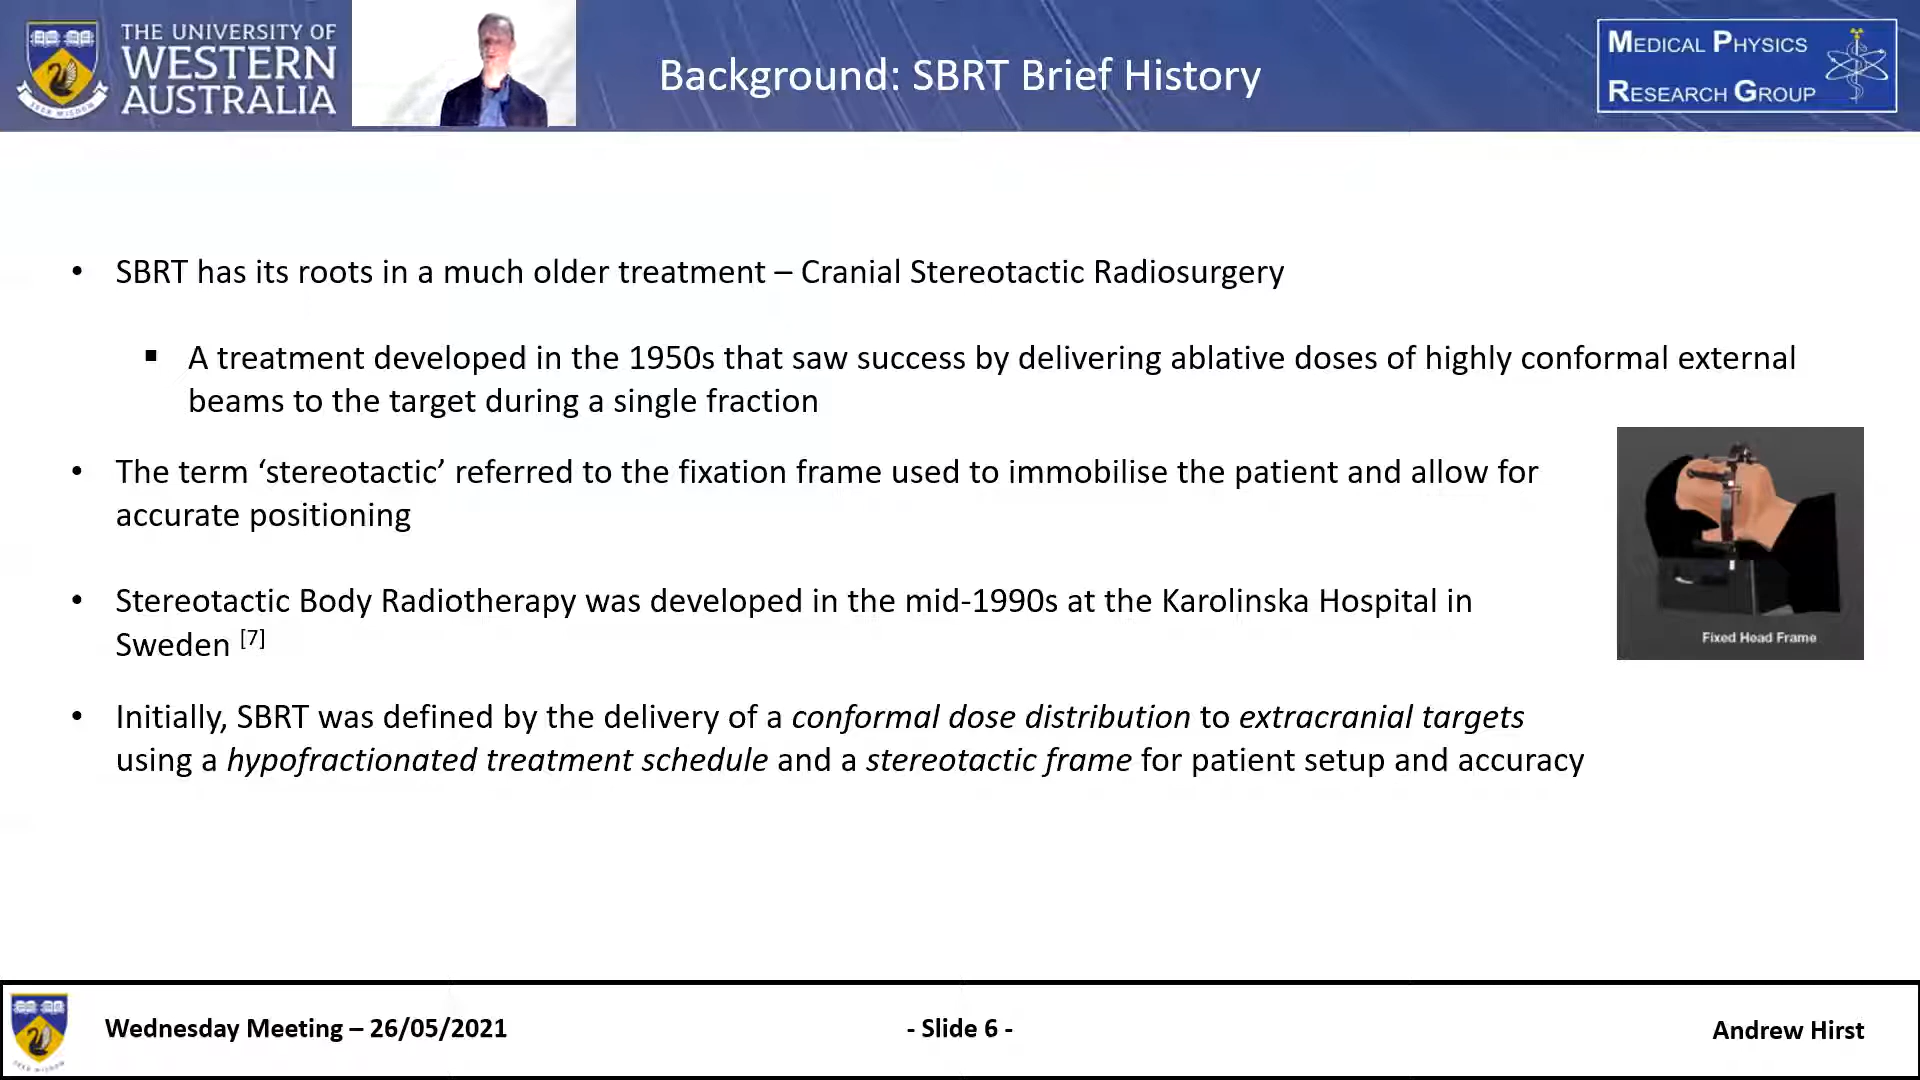 THE UNIVERSITY OF
WESTERN
AUSTRALIA
Background: SBRT Brief History
MEDICAL PHYSICS
RESEARCH GROUP
• SBRT has its roots in a much older treatment – Cranial Stereotactic Radiosurgery
▪ A treatment developed in the 1950s that saw success by delivering ablative doses of highly conformal external
beams to the target during a single fraction
• The term ‘stereotactic’ referred to the fixation frame used to immobilise the patient and allow for
accurate positioning
• Stereotactic Body Radiotherapy was developed in the mid-1990s at the Karolinska Hospital in
Sweden [7]
Fixed Head Frame
• Initially, SBRT was defined by the delivery of a conformal dose distribution to extracranial targets
using a hypofractionated treatment schedule and a stereotactic frame for patient setup and accuracy
Wednesday Meeting – 26/05/2021
- Slide 6 -
Andrew Hirst